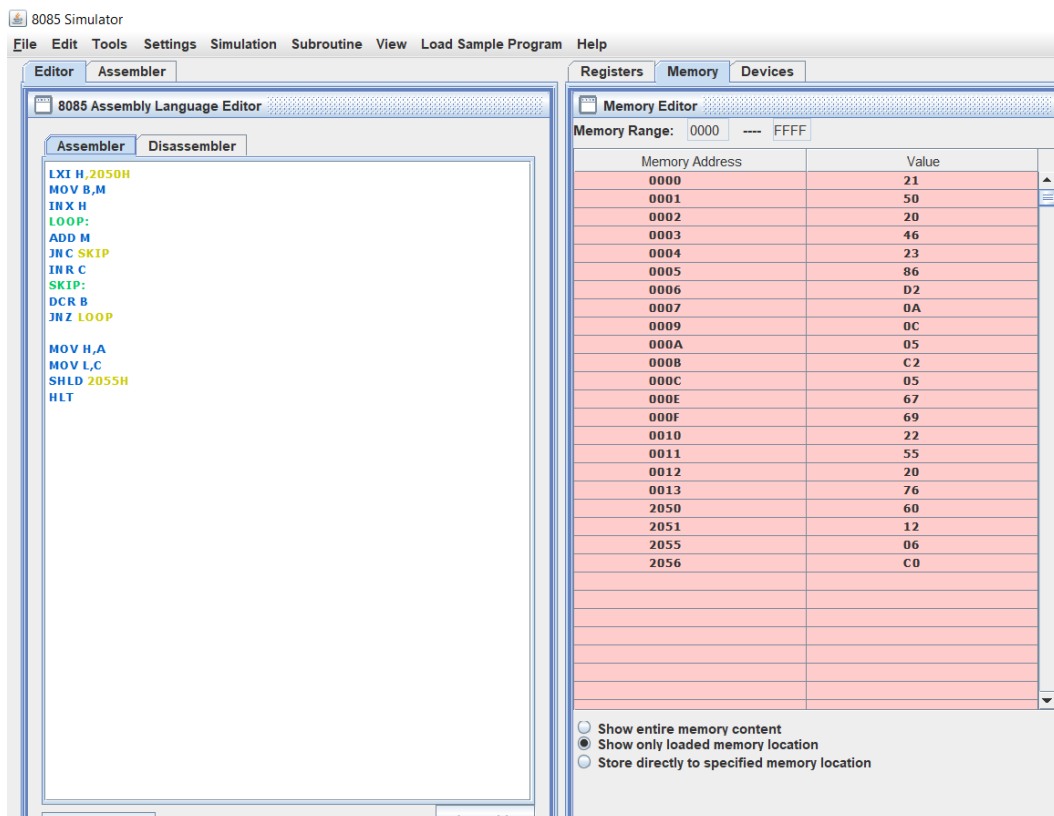 8085 Simulator
File Edit Tools Settings Simulation Subroutine View Load Sample Program Help
Editor Assembler
8085 Assembly Language Editor
Assembler Disassembler
LXI H,2050H
MOV B,M
INX H
LOOP:
ADD M
JNC SKIP
INR C
SKIP:
DCR B
JNZ LOOP
MOV H,A
MOV L,C
SHLD 2055H
HLT
Registers Memory Devices
Memory Editor
Memory Range: 0000 ---- FFFF
Memory Address Value
0000 21
0001 50
0002 20
0003 46
0004 23
0005 86
0006 D2
0007 0A
0009 0C
000A 05
000B C2
000C 05
000E 67
000F 69
0010 22
0011 55
0012 20
0013 76
2050 60
2051 12
2055 06
2056 C0
Show entire memory content
Show only loaded memory location
Store directly to specified memory location